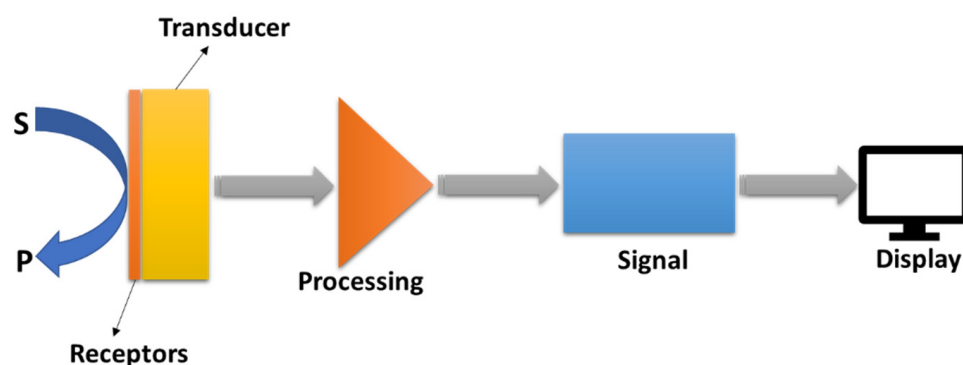 Transducer
S
P
Processing
Signal
Display
Receptors